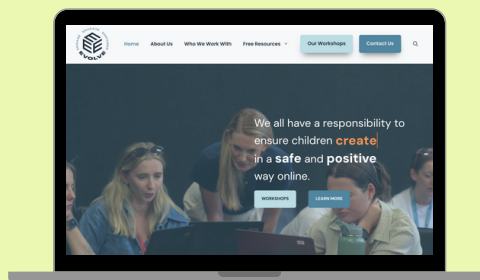 EVOLVE
Home
About Us
Who We Work With
Free Resources
Our Workshops
Contact Us
We all have a responsibility to
ensure children create
in a safe and positive
way online.
WORKSHOPS
LEARN MORE